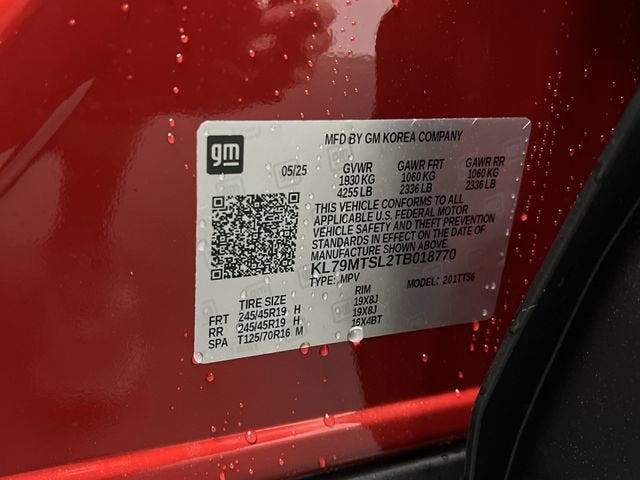 gm
MFD BY GM KOREA COMPANY
05/25
GVWR GAWR FRT GAWR RR
1930 KG 1060 KG 1060 KG
4255 LB 2336 LB 2336 LB
THIS VEHICLE CONFORMS TO ALL
APPLICABLE U.S. FEDERAL MOTOR
VEHICLE SAFETY AND THEFT PREVENTION
STANDARDS IN EFFECT ON THE DATE OF
MANUFACTURE SHOWN ABOVE.
KL79MTSL2TB018770
TYPE: MPV MODEL: 201TT56
TIRE SIZE RIM
FRT 245/45R19 H 19X8J
RR 245/45R19 H 19X8J
SPA T125/70R16 M 16X4BT